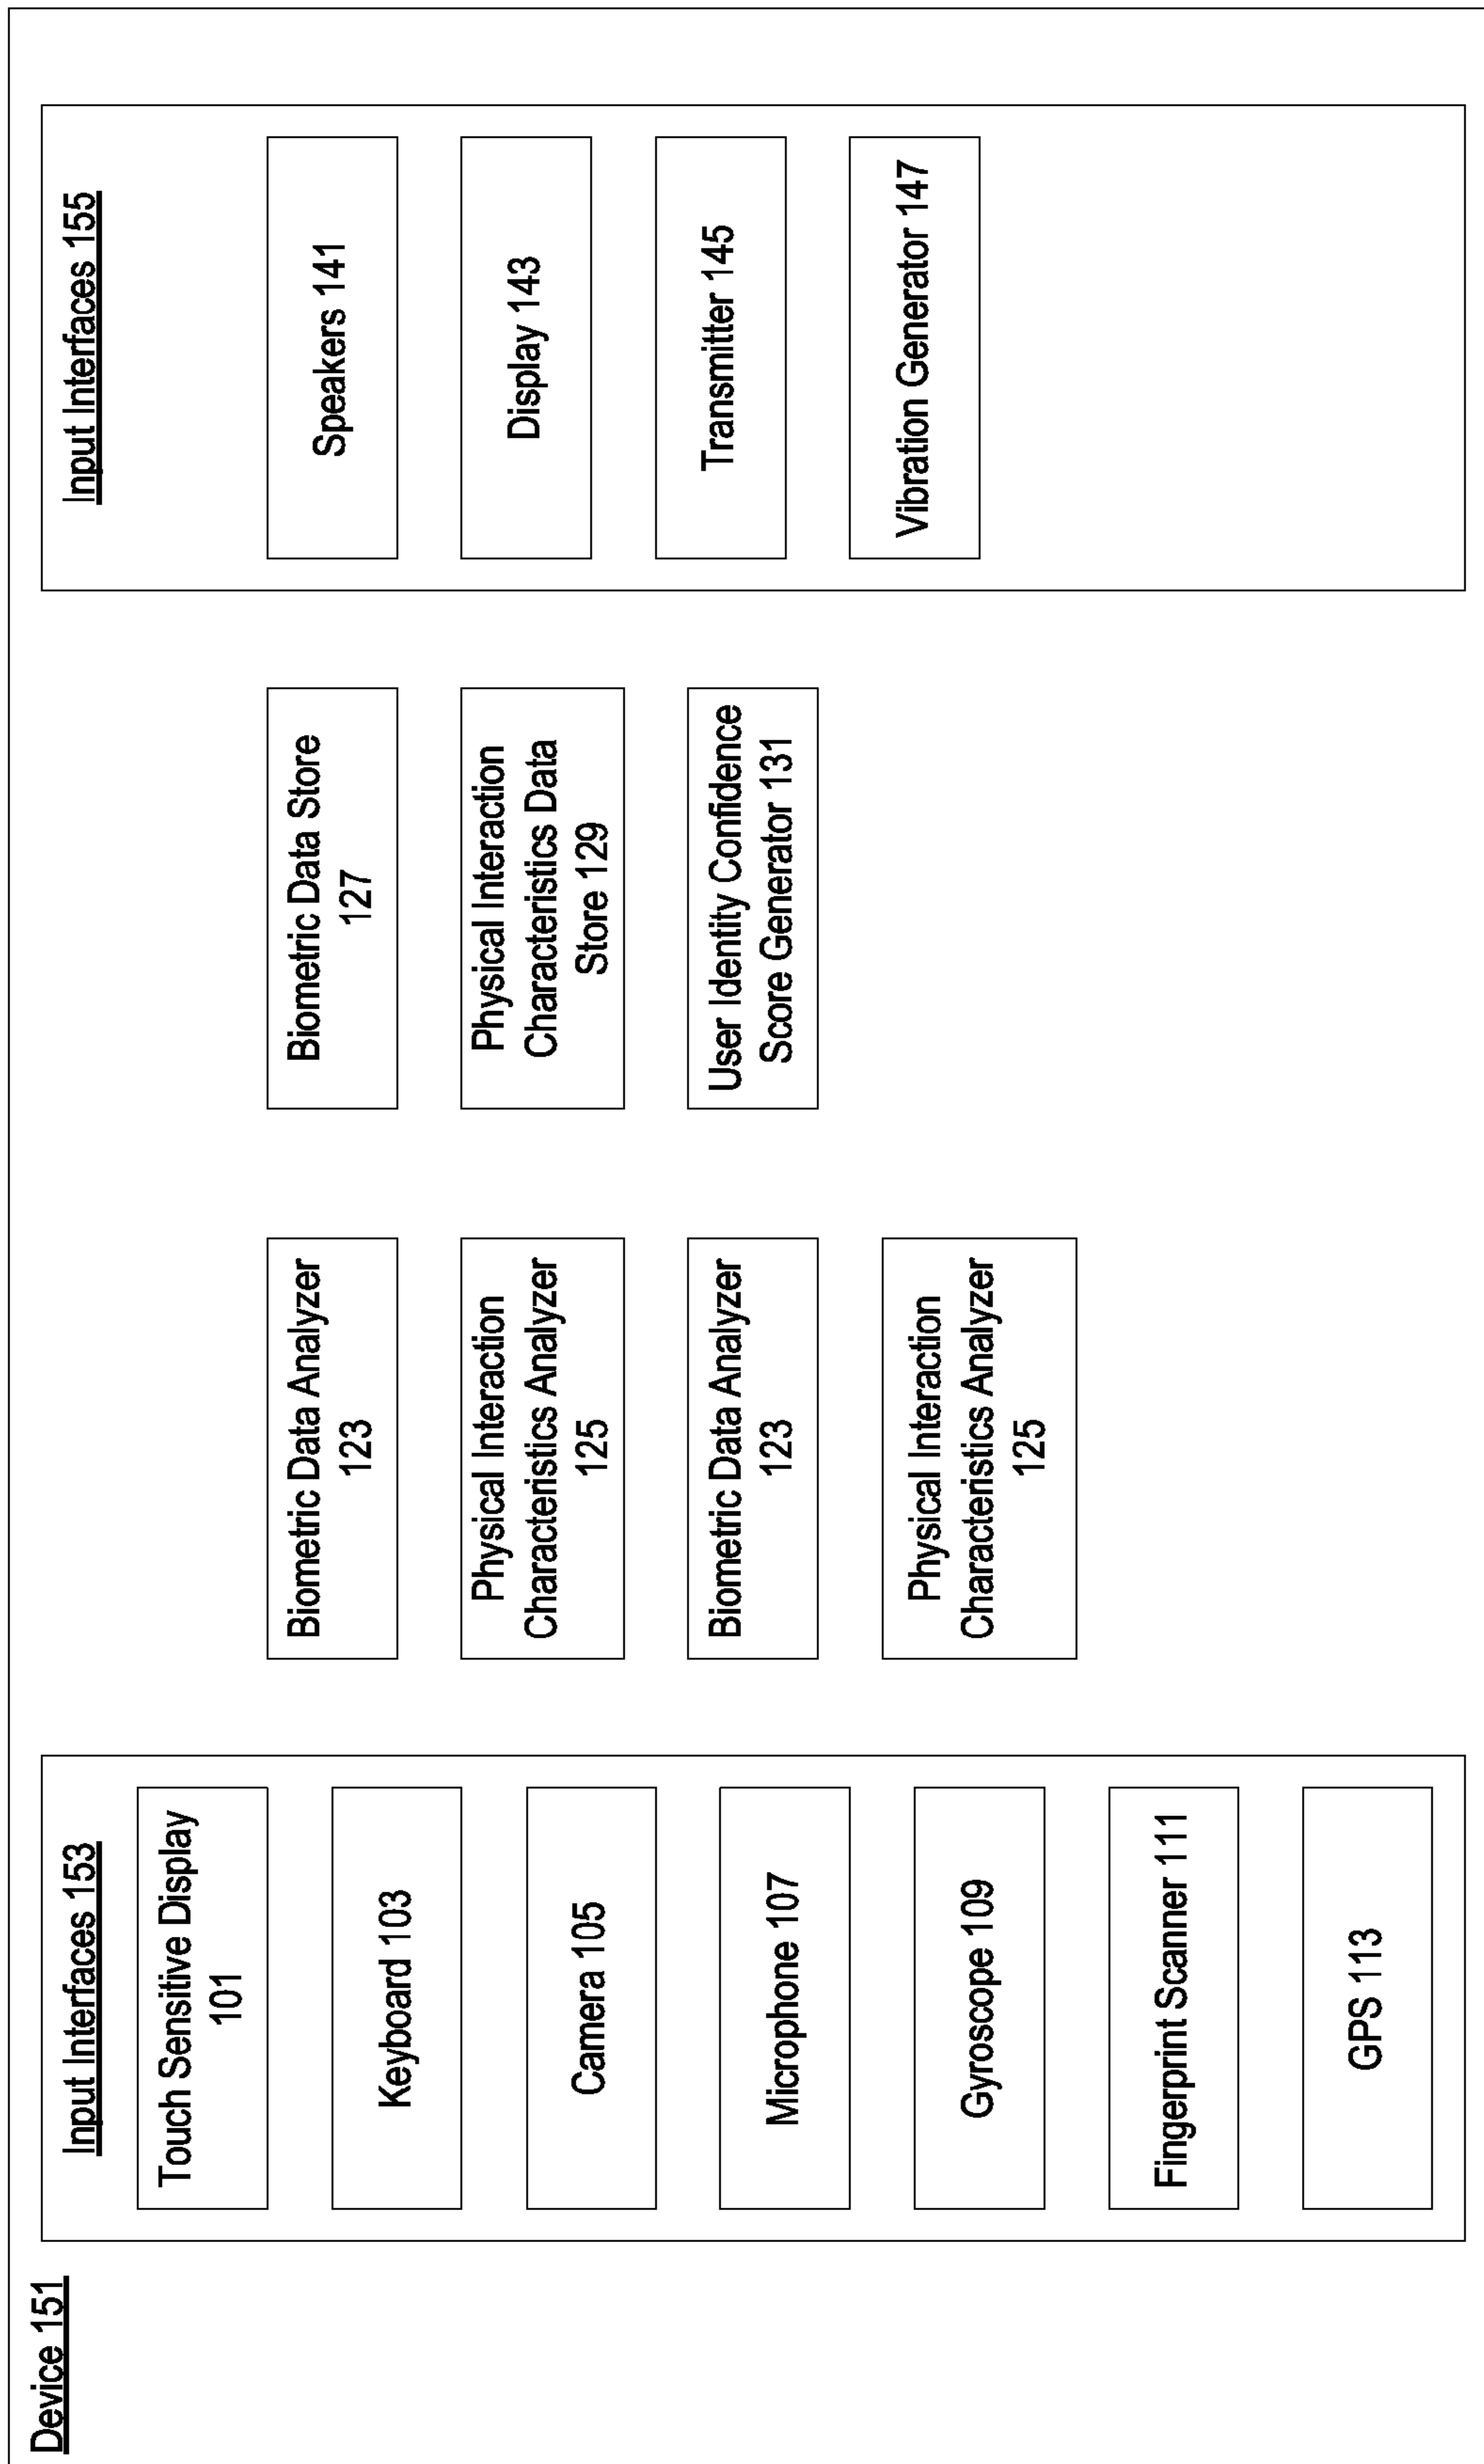 Device 151
Input Interfaces 153
Touch Sensitive Display
101
Keyboard 103
Camera 105
Microphone 107
Gyroscope 109
Fingerprint Scanner 111
GPS 113
Biometric Data Analyzer
123
Physical Interaction
Characteristics Analyzer
125
Biometric Data Analyzer
123
Physical Interaction
Characteristics Analyzer
125
Biometric Data Store
127
Physical Interaction
Characteristics Data
Store 129
User Identity Confidence
Score Generator 131
Input Interfaces 155
Speakers 141
Display 143
Transmitter 145
Vibration Generator 147